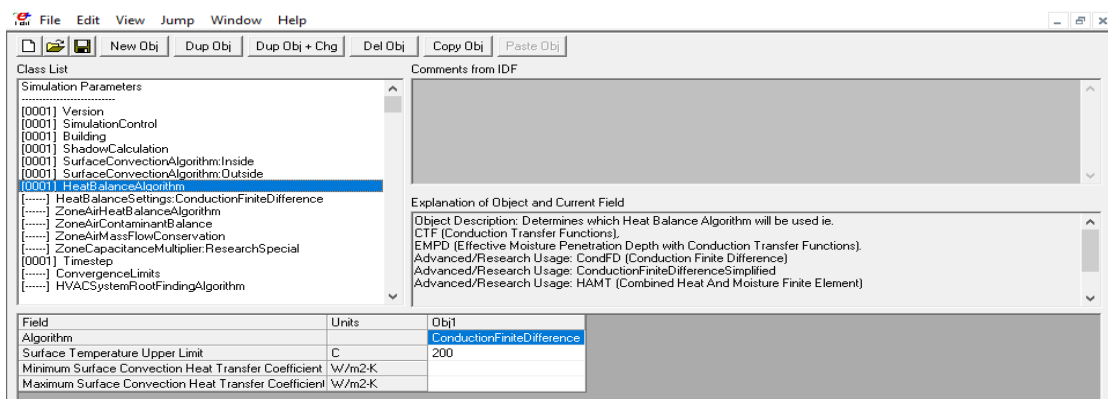 File Edit View Jump Window Help
New Obj Dup Obj Dup Obj + Chg Del Obj Copy Obj Paste Obj
Class List
Comments from IDF
Simulation Parameters
---------------------------
[0001] Version
[0001] SimulationControl
[0001] Building
[0001] ShadowCalculation
[0001] SurfaceConvectionAlgorithm:Inside
[0001] SurfaceConvectionAlgorithm:Outside
[0001] HeatBalanceAlgorithm
[------] HeatBalanceSettings:ConductionFiniteDifference
[------] ZoneAirHeatBalanceAlgorithm
[------] ZoneAirContaminantBalance
[------] ZoneAirMassFlowConservation
[------] ZoneCapacitanceMultiplier:ResearchSpecial
[0001] Timestep
[------] ConvergenceLimits
[------] HVACSystemRootFindingAlgorithm
Explanation of Object and Current Field
Object Description: Determines which Heat Balance Algorithm will be used ie.
CTF (Conduction Transfer Functions),
EMPD (Effective Moisture Penetration Depth with Conduction Transfer Functions).
Advanced/Research Usage: CondFD (Conduction Finite Difference)
Advanced/Research Usage: ConductionFiniteDifferenceSimplified
Advanced/Research Usage: HAMT (Combined Heat And Moisture Finite Element)
Field Units Obj1
Algorithm ConductionFiniteDifference
Surface Temperature Upper Limit C 200
Minimum Surface Convection Heat Transfer Coefficient W/m2-K
Maximum Surface Convection Heat Transfer Coefficient W/m2-K